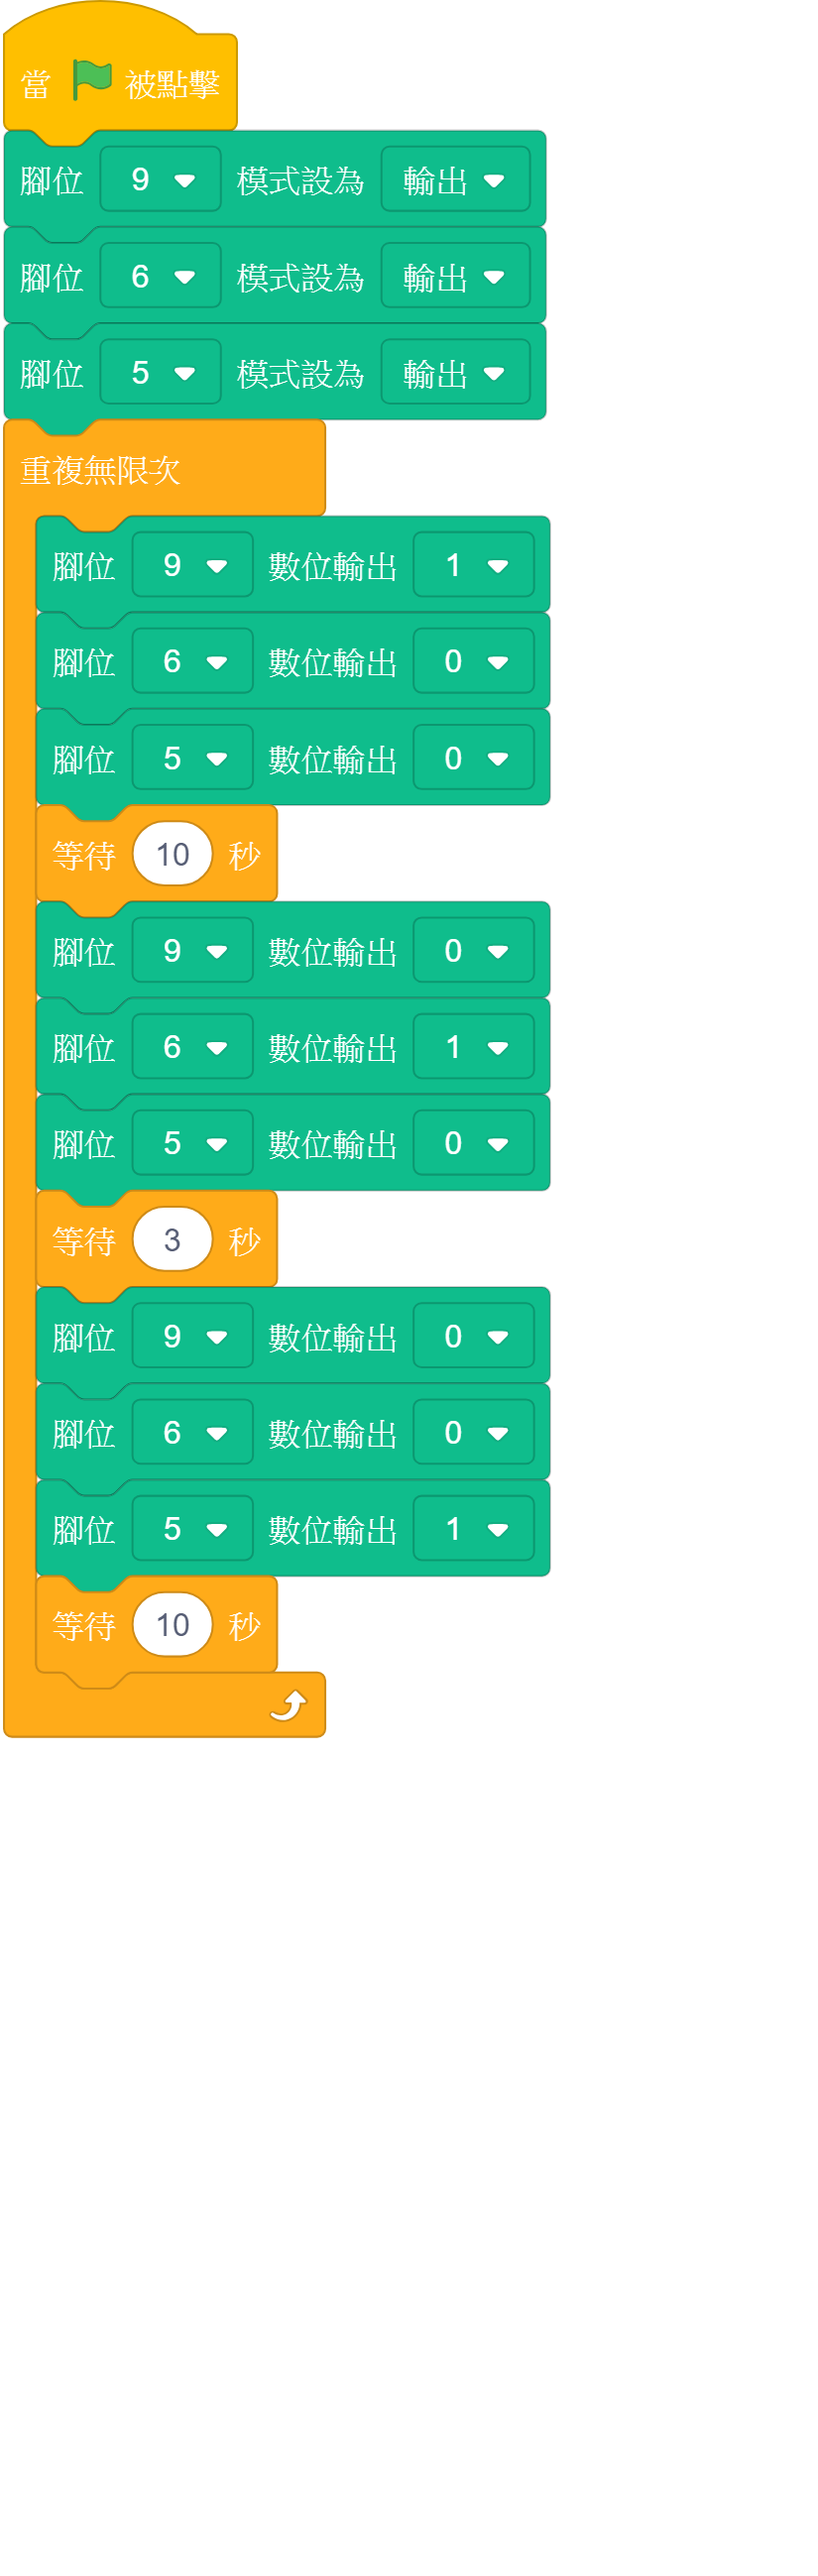 當 被點擊
腳位 9 模式設為 輸出
腳位 6 模式設為 輸出
腳位 5 模式設為 輸出
重複無限次
腳位 9 數位輸出 1
腳位 6 數位輸出 0
腳位 5 數位輸出 0
等待 10 秒
腳位 9 數位輸出 0
腳位 6 數位輸出 1
腳位 5 數位輸出 0
等待 3 秒
腳位 9 數位輸出 0
腳位 6 數位輸出 0
腳位 5 數位輸出 1
等待 10 秒